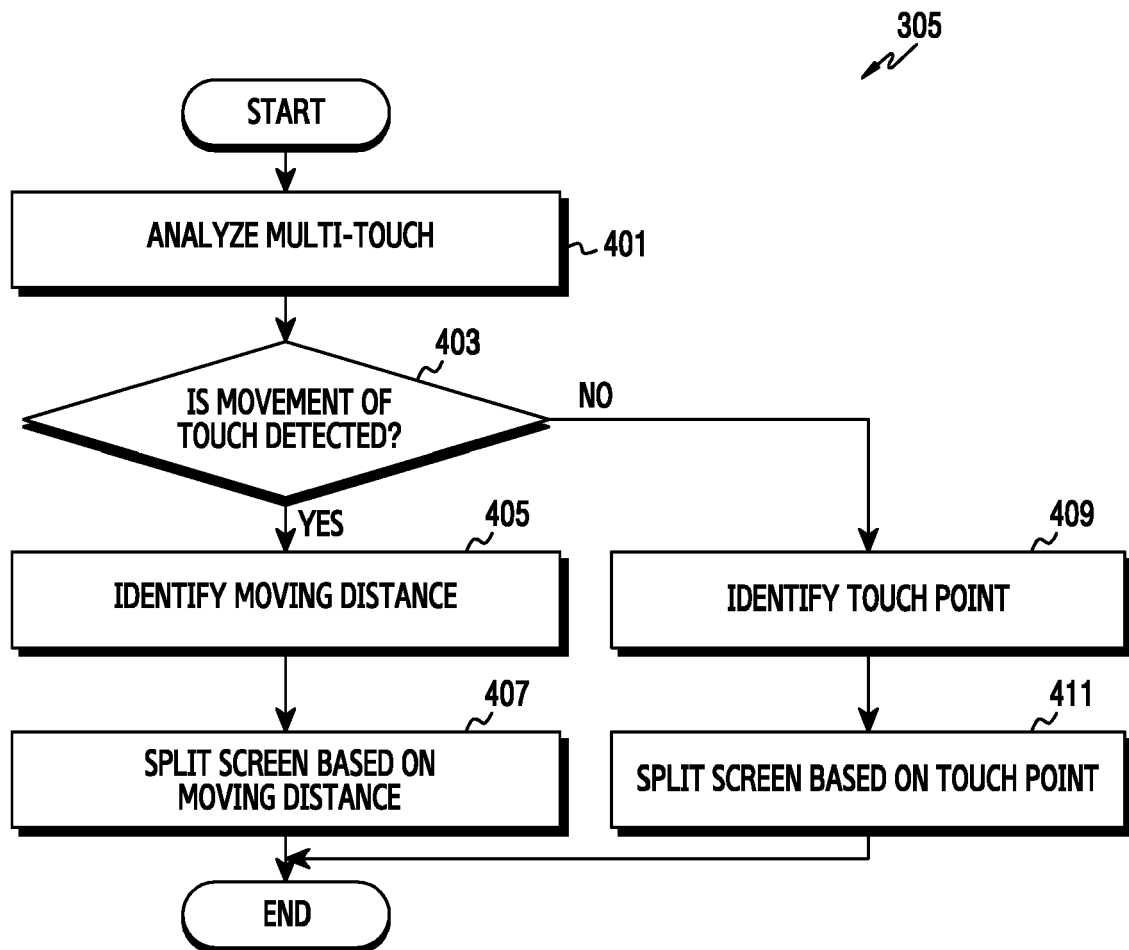 305
START
ANALYZE MULTI-TOUCH
401
403
IS MOVEMENT OF
TOUCH DETECTED?
NO
YES
405
IDENTIFY MOVING DISTANCE
409
IDENTIFY TOUCH POINT
407
SPLIT SCREEN BASED ON
MOVING DISTANCE
411
SPLIT SCREEN BASED ON TOUCH POINT
END